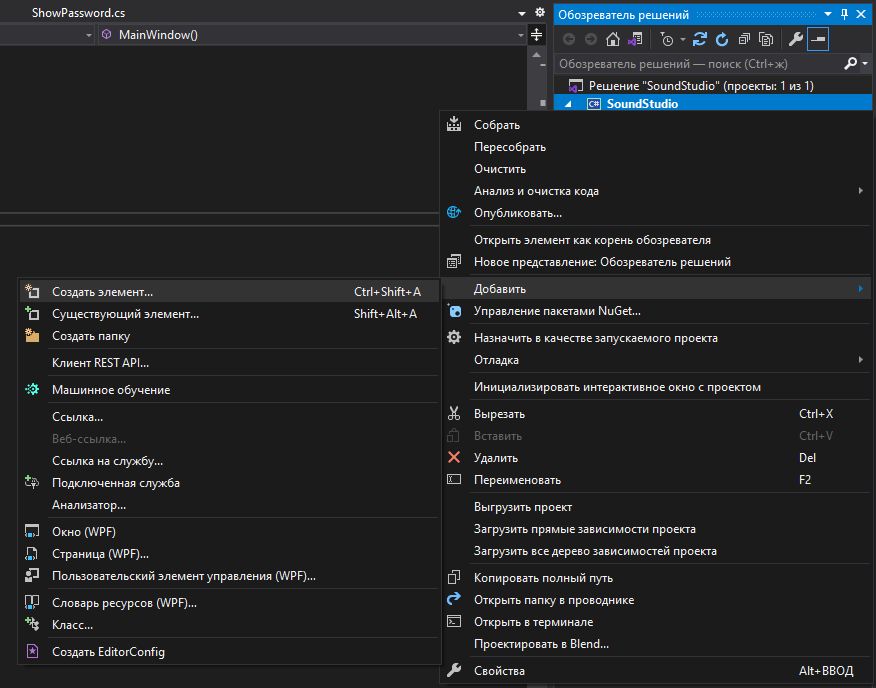 ShowPassword.cs
MainWindow()
Обозреватель решений
Обозреватель решений — поиск (Ctrl+ж)
Решение "SoundStudio" (проекты: 1 из 1)
C# SoundStudio
Собрать
Пересобрать
Очистить
Анализ и очистка кода
Опубликовать...
Открыть элемент как корень обозревателя
Новое представление: Обозреватель решений
Добавить
Управление пакетами NuGet...
Назначить в качестве запускаемого проекта
Отладка
Инициализировать интерактивное окно с проектом
Вырезать Ctrl+X
Вставить Ctrl+V
Удалить Del
Переименовать F2
Выгрузить проект
Загрузить прямые зависимости проекта
Загрузить все дерево зависимостей проекта
Копировать полный путь
Открыть папку в проводнике
Открыть в терминале
Проектировать в Blend...
Свойства Alt+ВВОД
Создать элемент... Ctrl+Shift+A
Существующий элемент... Shift+Alt+A
Создать папку
Клиент REST API...
Машинное обучение
Ссылка...
Веб-ссылка...
Ссылка на службу...
Подключенная служба
Анализатор...
Окно (WPF)
Страница (WPF)...
Пользовательский элемент управления (WPF)...
Словарь ресурсов (WPF)...
Класс...
Создать EditorConfig